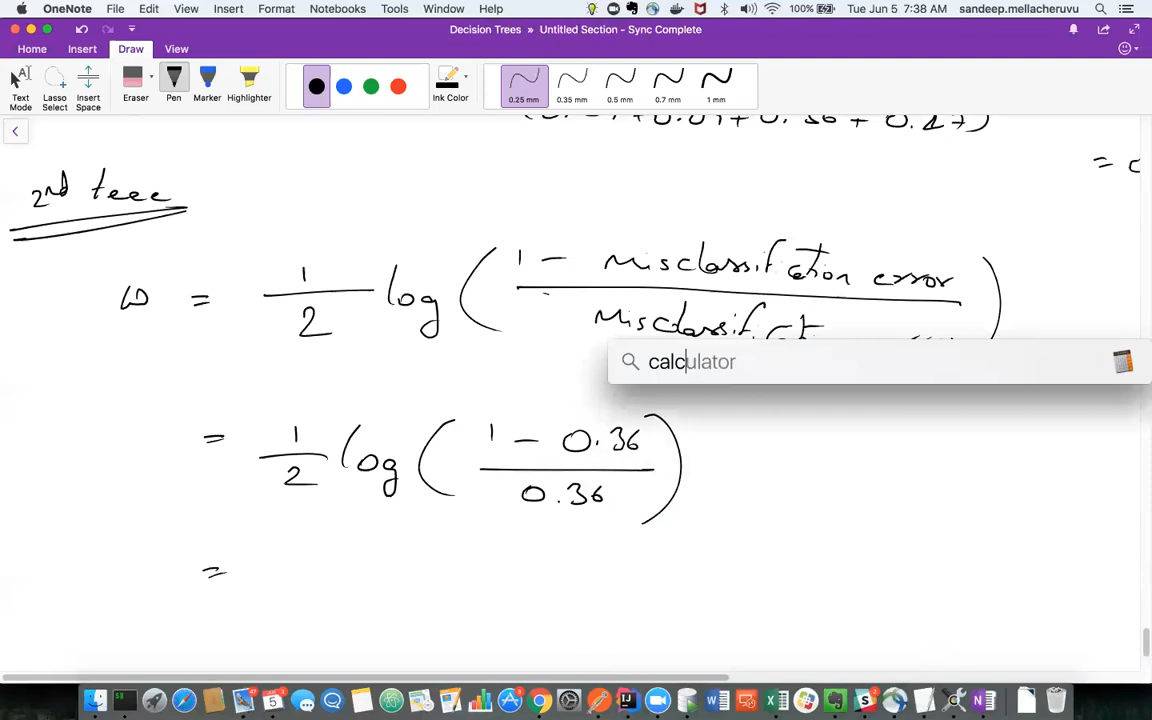 OneNote File Edit View Insert Format Notebooks Tools Window Help 100% Tue Jun 5 7:38 AM sandeep.mellacheruvu
Decision Trees » Untitled Section - Sync Complete
Home Insert Draw View
Text Mode Lasso Select Insert Space Eraser Pen Marker Highlighter 0.25 mm 0.35 mm 0.5 mm 0.7 mm 1 mm Ink Color
= 0
2nd tree
ω = 1/2 log ( 1 - misclassification error / misclassificat
calculator
= 1/2 log ( 1 - 0.36 / 0.36 )
=